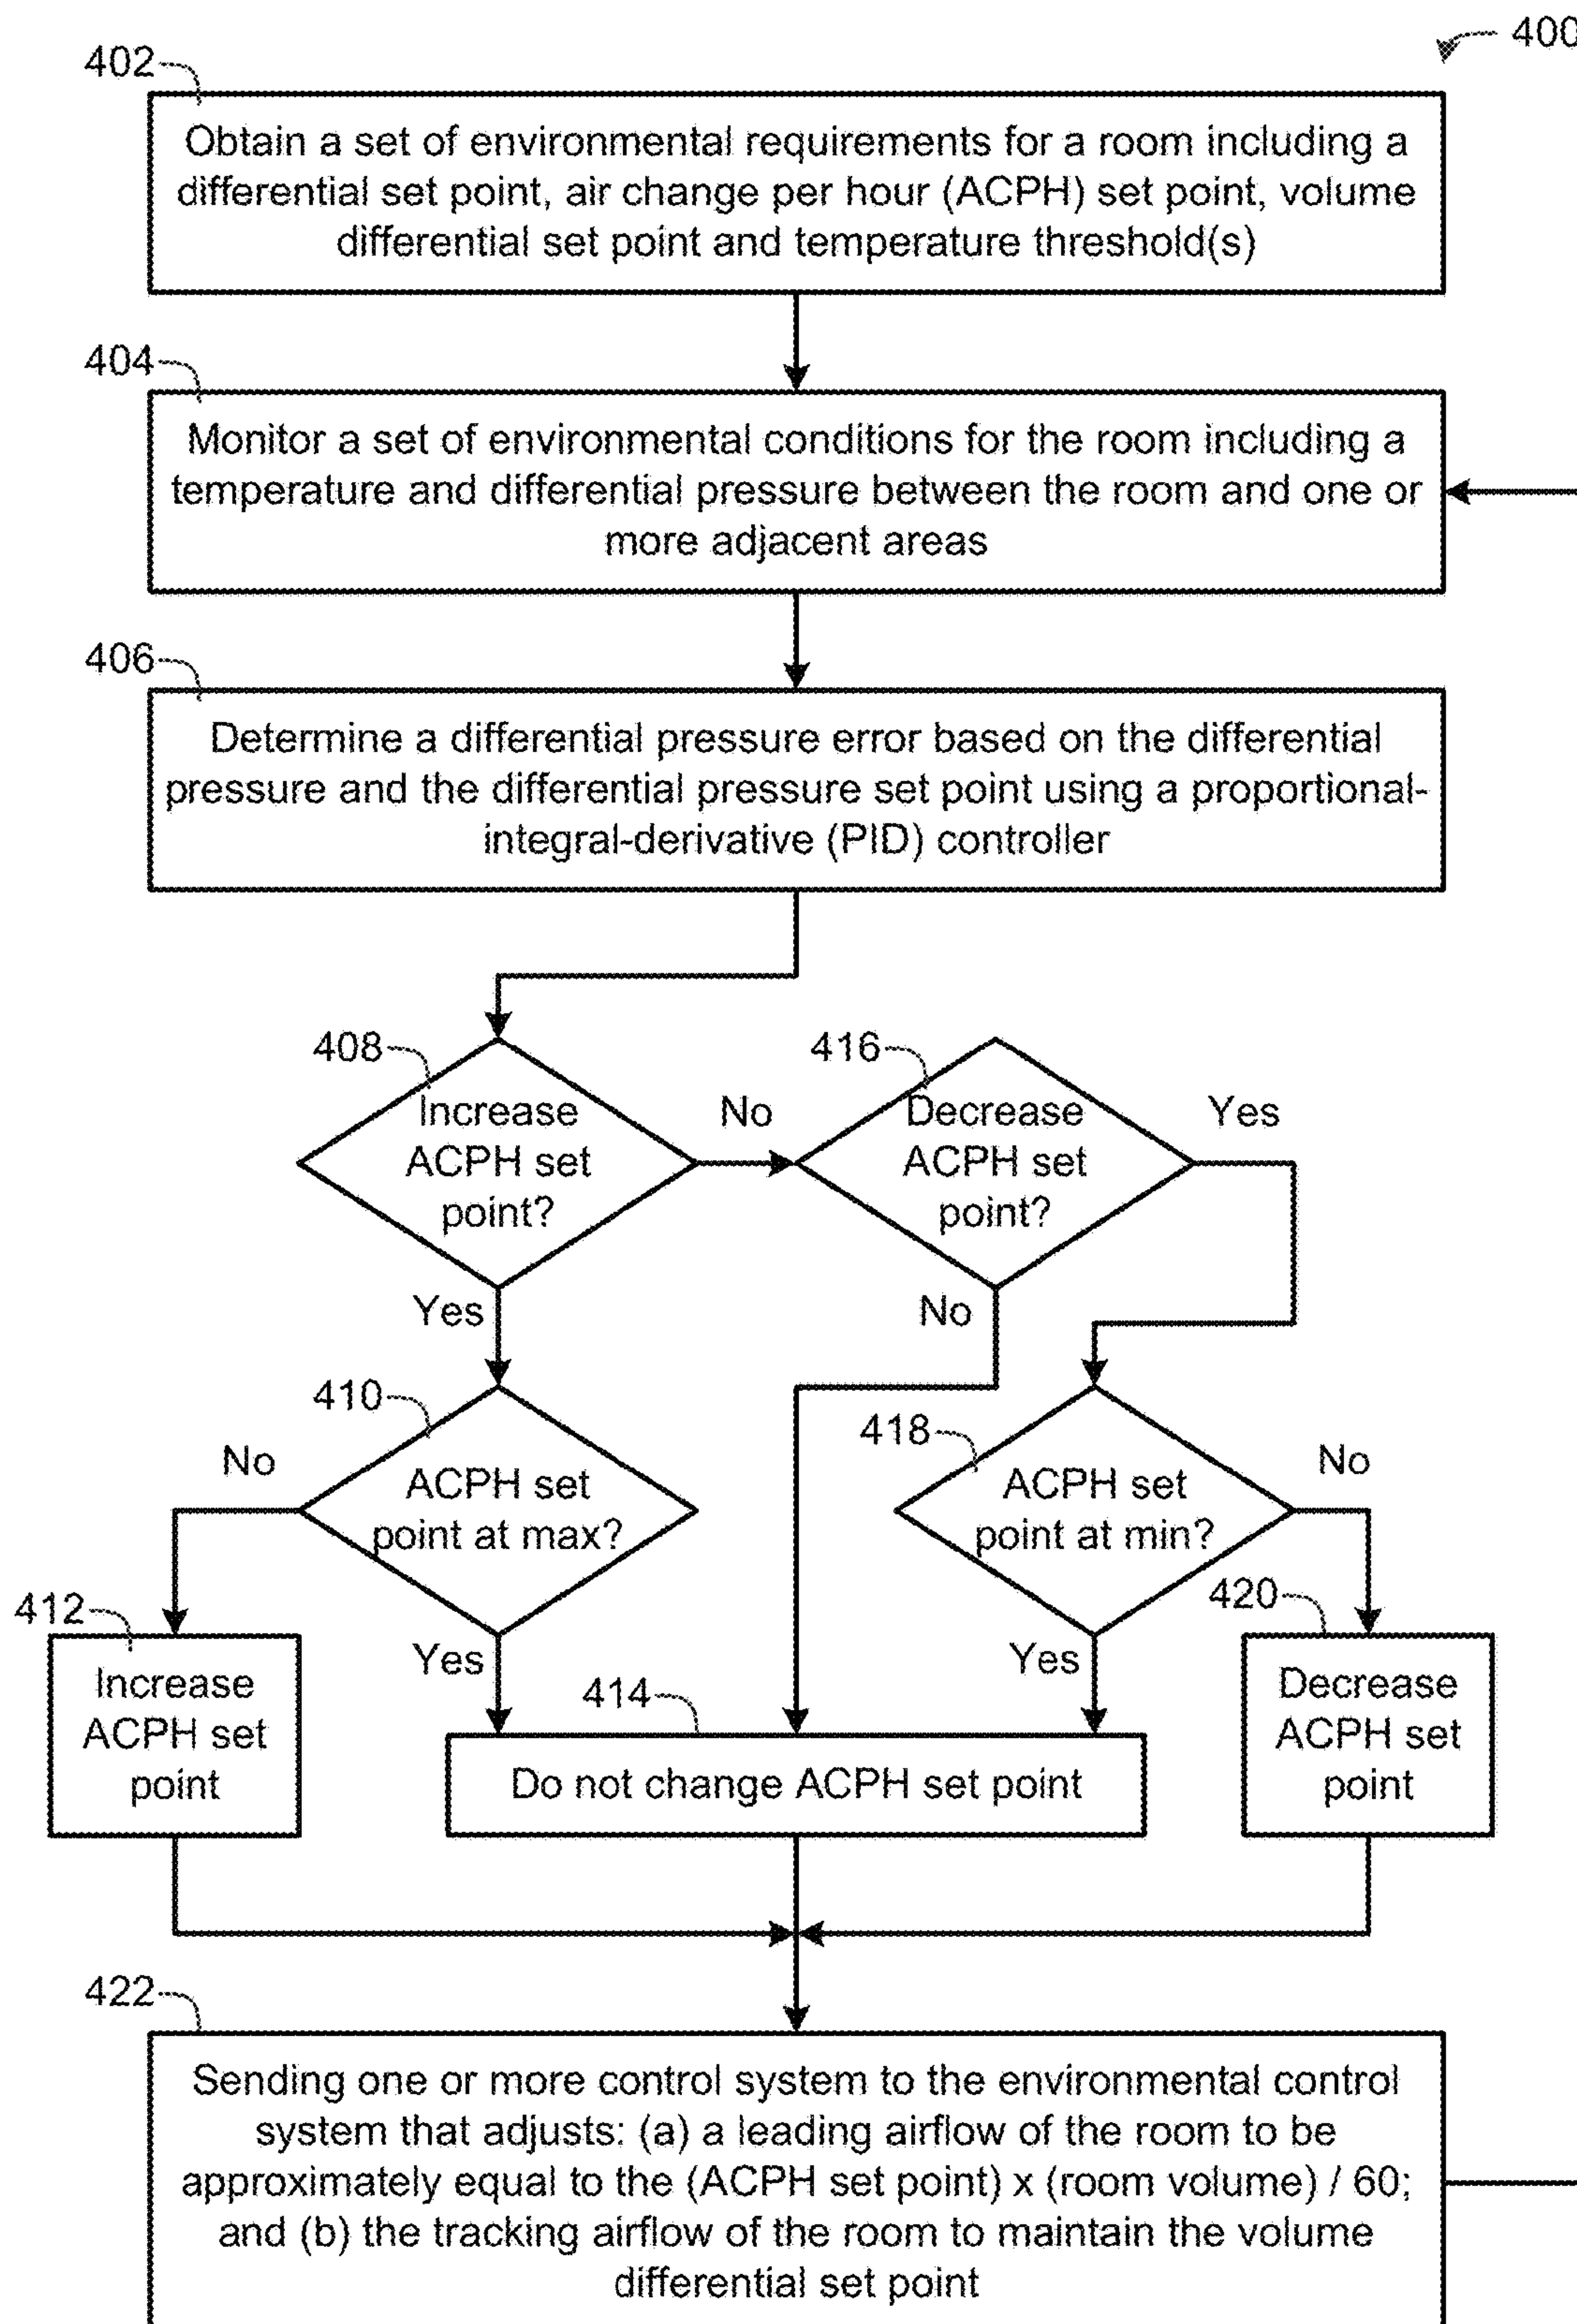 400
402
Obtain a set of environmental requirements for a room including a
differential set point, air change per hour (ACPH) set point, volume
differential set point and temperature threshold(s)
404
Monitor a set of environmental conditions for the room including a
temperature and differential pressure between the room and one or
more adjacent areas
406
Determine a differential pressure error based on the differential
pressure and the differential pressure set point using a proportional-
integral-derivative (PID) controller
408
Increase
ACPH set
point?
No
416
Decrease
ACPH set
point?
Yes
Yes
No
410
ACPH set
point at max?
No
418
ACPH set
point at min?
No
412
Increase
ACPH set
point
Yes
414
Do not change ACPH set point
Yes
420
Decrease
ACPH set
point
422
Sending one or more control system to the environmental control
system that adjusts: (a) a leading airflow of the room to be
approximately equal to the (ACPH set point) x (room volume) / 60;
and (b) the tracking airflow of the room to maintain the volume
differential set point